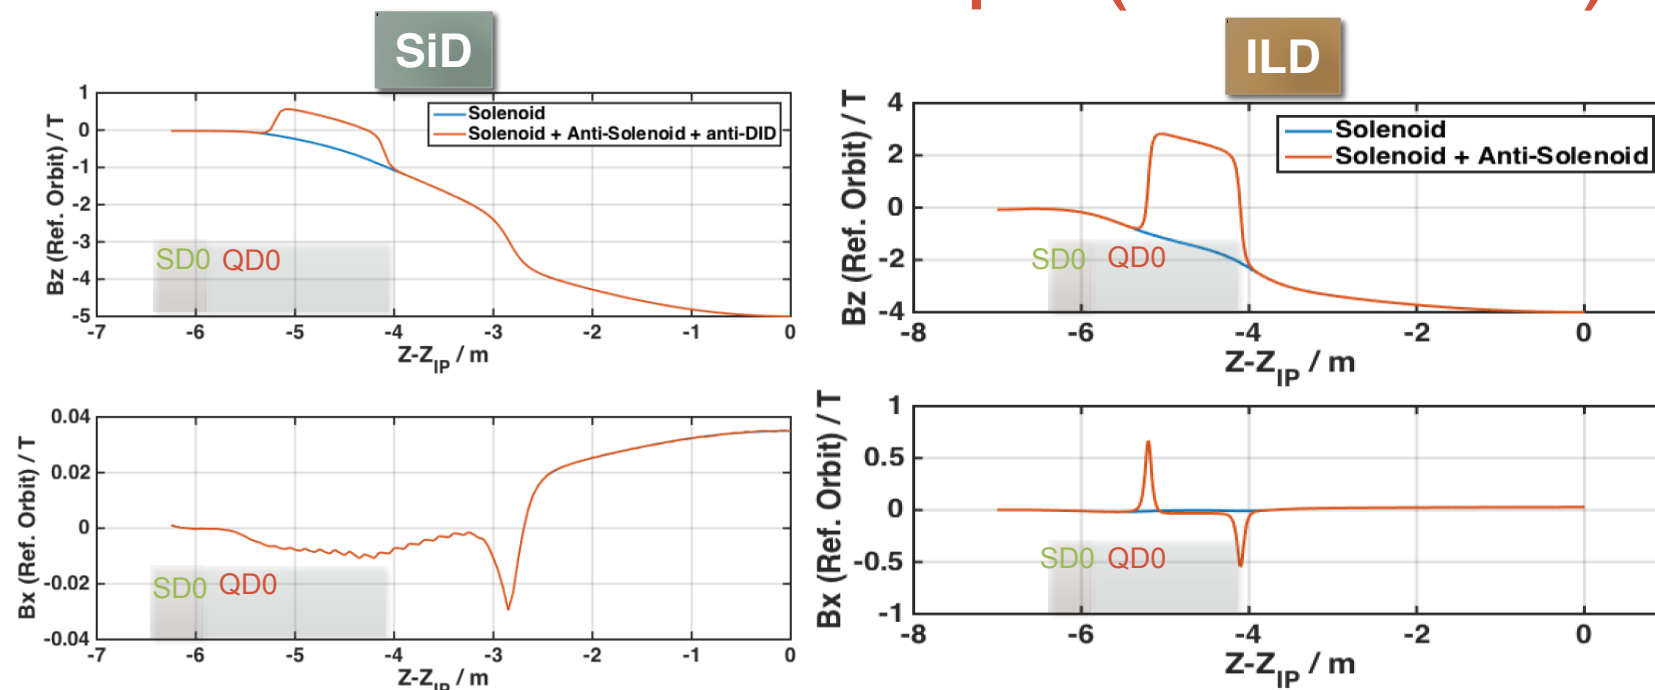 SiD
ILD
1
0
-1
-2
-3
-4
-5
Bz (Ref. Orbit) / T
Solenoid
Solenoid + Anti-Solenoid + anti-DID
SD0 QD0
-7 -6 -5 -4 -3 -2 -1 0
Z-Z_IP / m
4
2
0
-2
-4
Bz (Ref. Orbit) / T
Solenoid
Solenoid + Anti-Solenoid
SD0 QD0
-8 -6 -4 -2 0
Z-Z_IP / m
0.04
0.02
0
-0.02
-0.04
Bx (Ref. Orbit) / T
SD0 QD0
-7 -6 -5 -4 -3 -2 -1 0
Z-Z_IP / m
1
0.5
0
-0.5
-1
Bx (Ref. Orbit) / T
SD0 QD0
-8 -6 -4 -2 0
Z-Z_IP / m